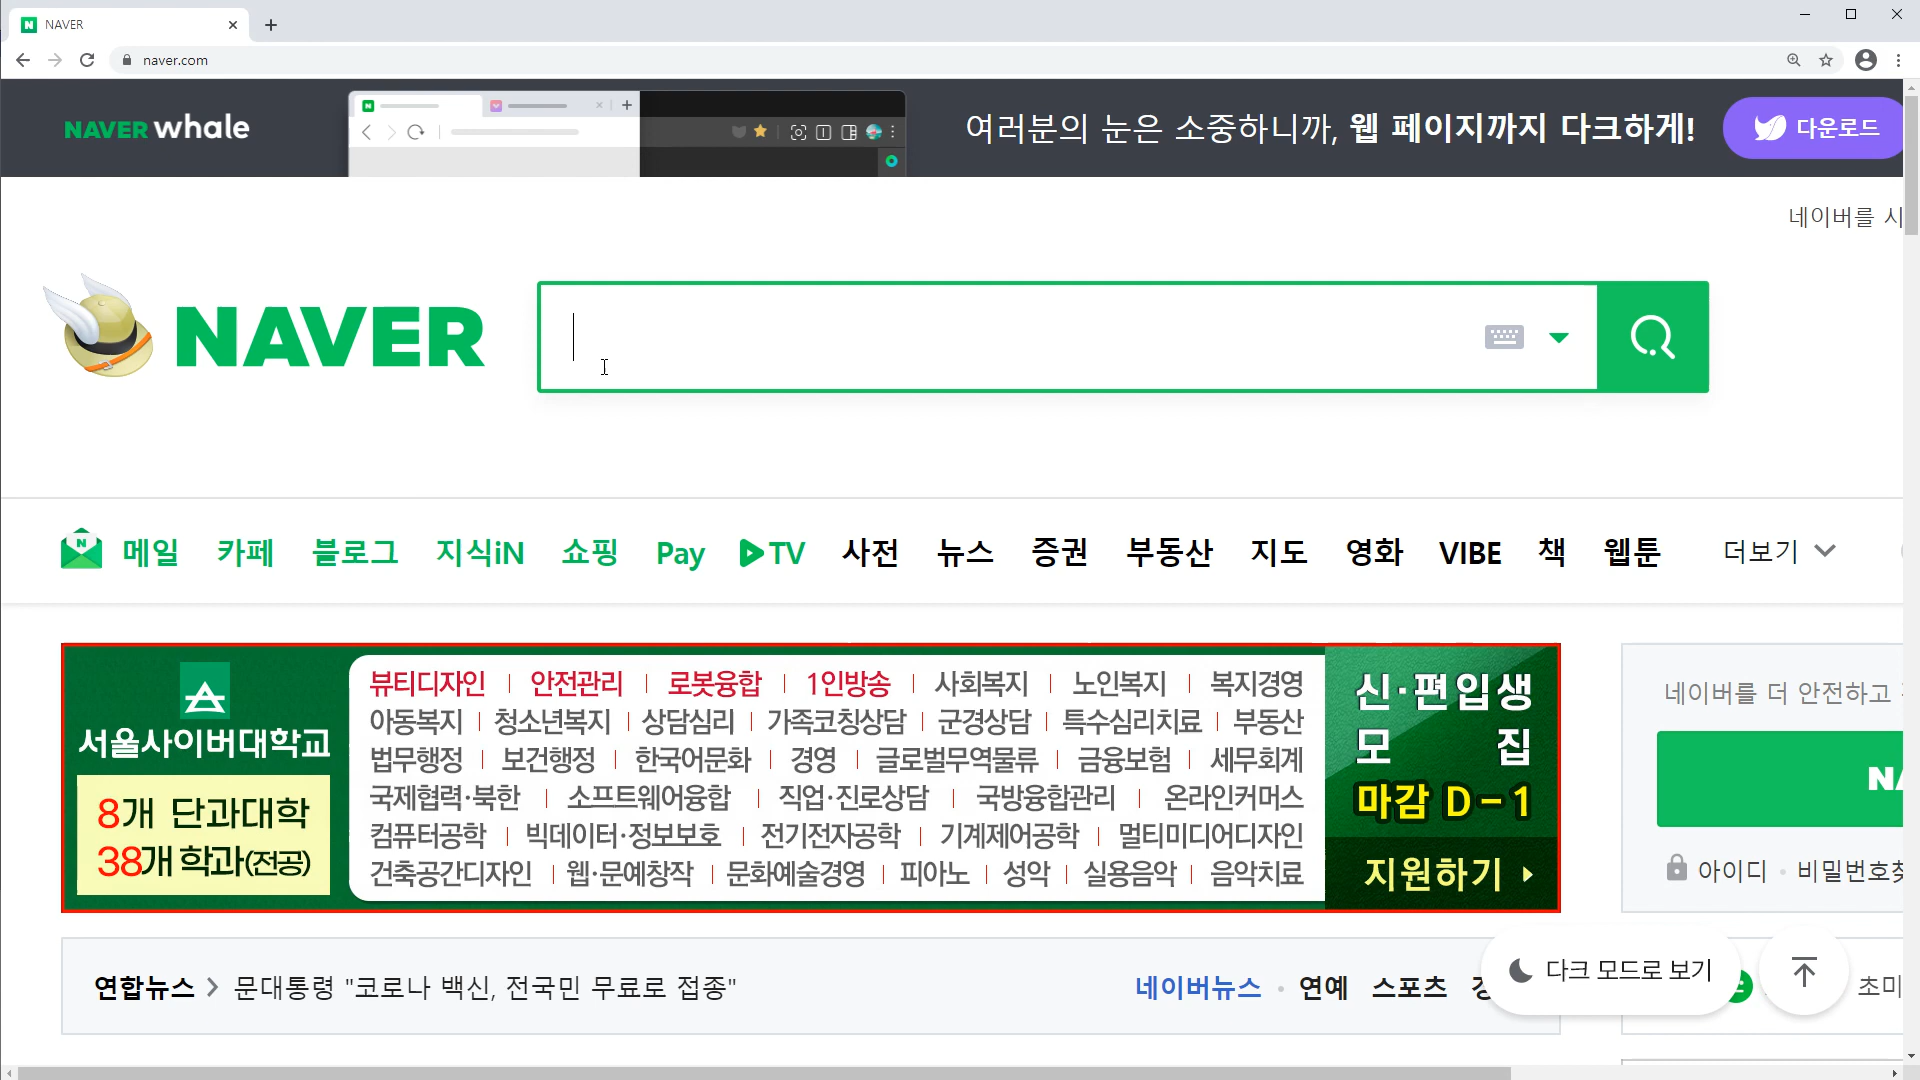 NAVER
naver.com
NAVER whale
여러분의 눈은 소중하니까, 웹 페이지까지 다크하게!
다운로드
네이버를 시
NAVER
메일 카페 블로그 지식iN 쇼핑 Pay TV 사전 뉴스 증권 부동산 지도 영화 VIBE 책 웹툰 더보기
서울사이버대학교
8개 단과대학
38개 학과(전공)
뷰티디자인 | 안전관리 | 로봇융합 | 1인방송 | 사회복지 | 노인복지 | 복지경영
아동복지 | 청소년복지 | 상담심리 | 가족코칭상담 | 군경상담 | 특수심리치료 | 부동산
법무행정 | 보건행정 | 한국어문화 | 경영 | 글로벌무역물류 | 금융보험 | 세무회계
국제협력·북한 | 소프트웨어융합 | 직업·진로상담 | 국방융합관리 | 온라인커머스
컴퓨터공학 | 빅데이터·정보보호 | 전기전자공학 | 기계제어공학 | 멀티미디어디자인
건축공간디자인 | 웹·문예창작 | 문화예술경영 | 피아노 | 성악 | 실용음악 | 음악치료
신·편입생
모 집
마감 D-1
지원하기
네이버를 더 안전하고
NA
아이디 · 비밀번호찾
연합뉴스 > 문대통령 "코로나 백신, 전국민 무료로 접종"
네이버뉴스 · 연예 스포츠
다크 모드로 보기
초미